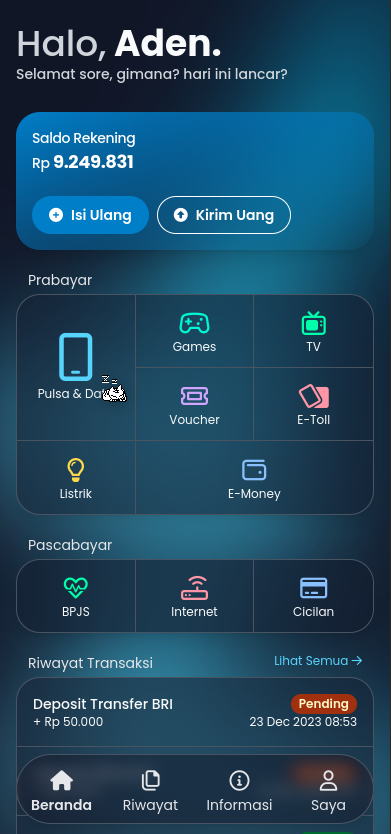 Halo, Aden.
Selamat sore, gimana? hari ini lancar?
Saldo Rekening
Rp 9.249.831
Isi Ulang
Kirim Uang
Prabayar
Pulsa &
Games
TV
Voucher
E-Toll
Listrik
E-Money
Pascabayar
BPJS
Internet
Cicilan
Riwayat Transaksi
Lihat Semua →
Deposit Transfer BRI
Pending
+ Rp 50.000
23 Dec 2023 08:53
Beranda
Riwayat
Informasi
Saya